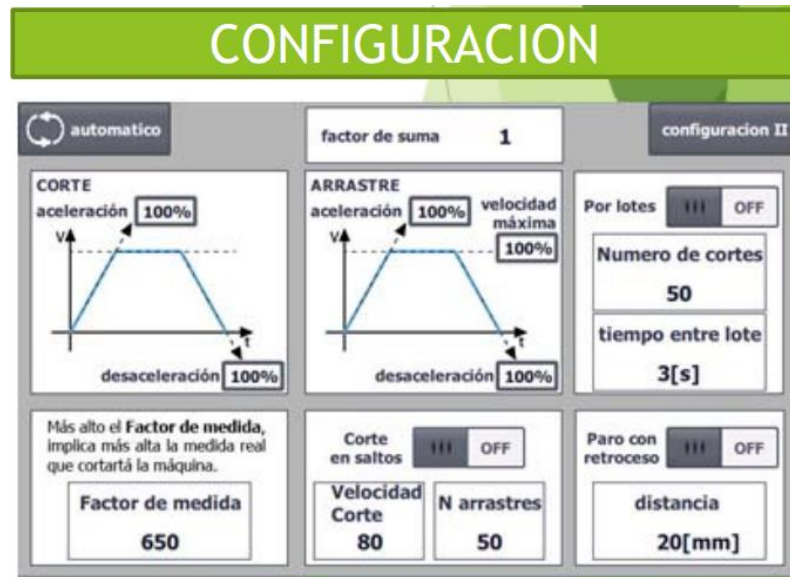 CONFIGURACION
automatico
factor de suma 1
configuracion II
CORTE
aceleración 100%
V
t
desaceleración 100%
ARRASTRE
aceleración 100%
velocidad
máxima
100%
V
t
desaceleración 100%
Por lotes OFF
Numero de cortes
50
tiempo entre lote
3[s]
Más alto el Factor de medida,
implica más alta la medida real
que cortartá la máquina.
Factor de medida
650
Corte
en saltos OFF
Velocidad
Corte
80
N arrastres
50
Paro con
retroceso OFF
distancia
20[mm]